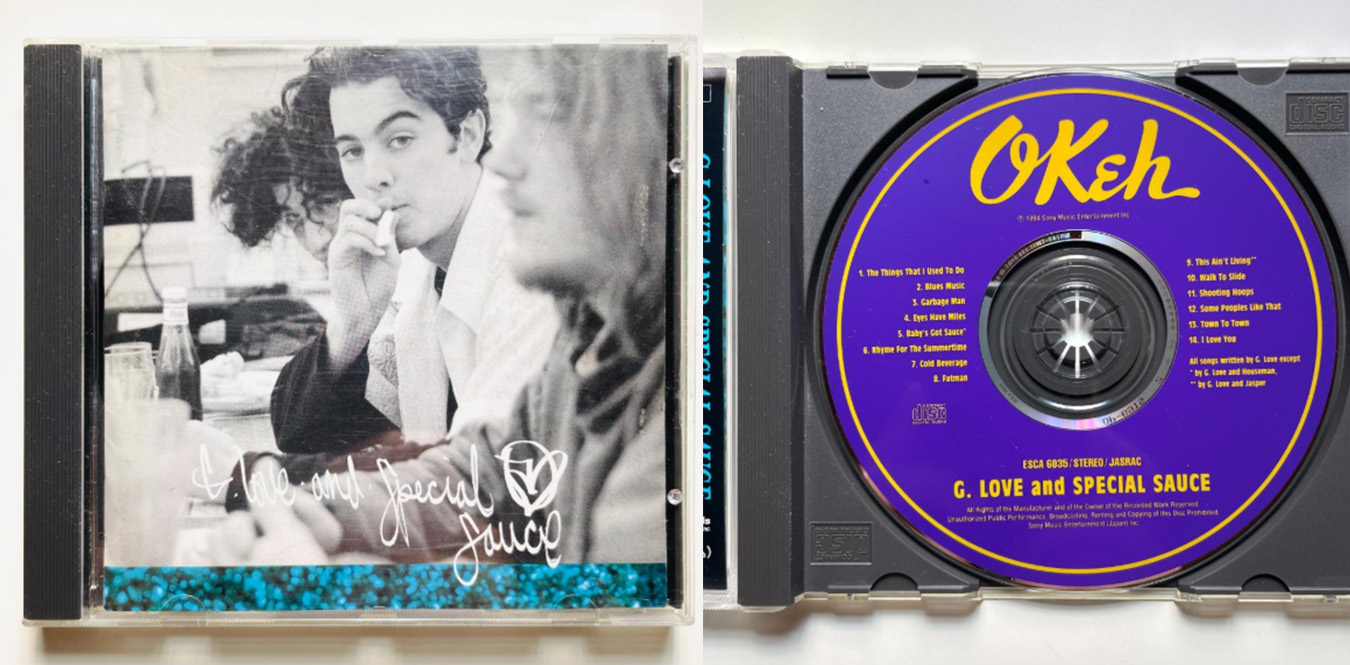 G. Love and Special
Sauce
G. LOVE AND SPECIAL SAUCE
OKeh
℗ 1994 Sony Music Entertainment Inc
1. The Things That I Used To Do
2. Blues Music
3. Garbage Man
4. Eyes Have Miles
5. Baby's Got Sauce*
6. Rhyme For The Summertime
7. Cold Beverage
8. Fatman
9. This Ain't Living**
10. Walk To Slide
11. Shooting Hoops
12. Some Peoples Like That
13. Town To Town
14. I Love You
All songs written by G. Love except
* by G. Love and Houseman,
** by G. Love and Jasper
COMPACT
disc
DIGITAL AUDIO
ESCA 6035/STEREO/JASRAC
G. LOVE and SPECIAL SAUCE
All Rights of the Manufacturer and of the Owner of the Recorded Work Reserved.
Unauthorized Public Performance, Broadcasting, Renting and Copying of this Disc Prohibited.
Sony Music Entertainment (Japan) Inc.
COMPACT
disc
DIGITAL AUDIO